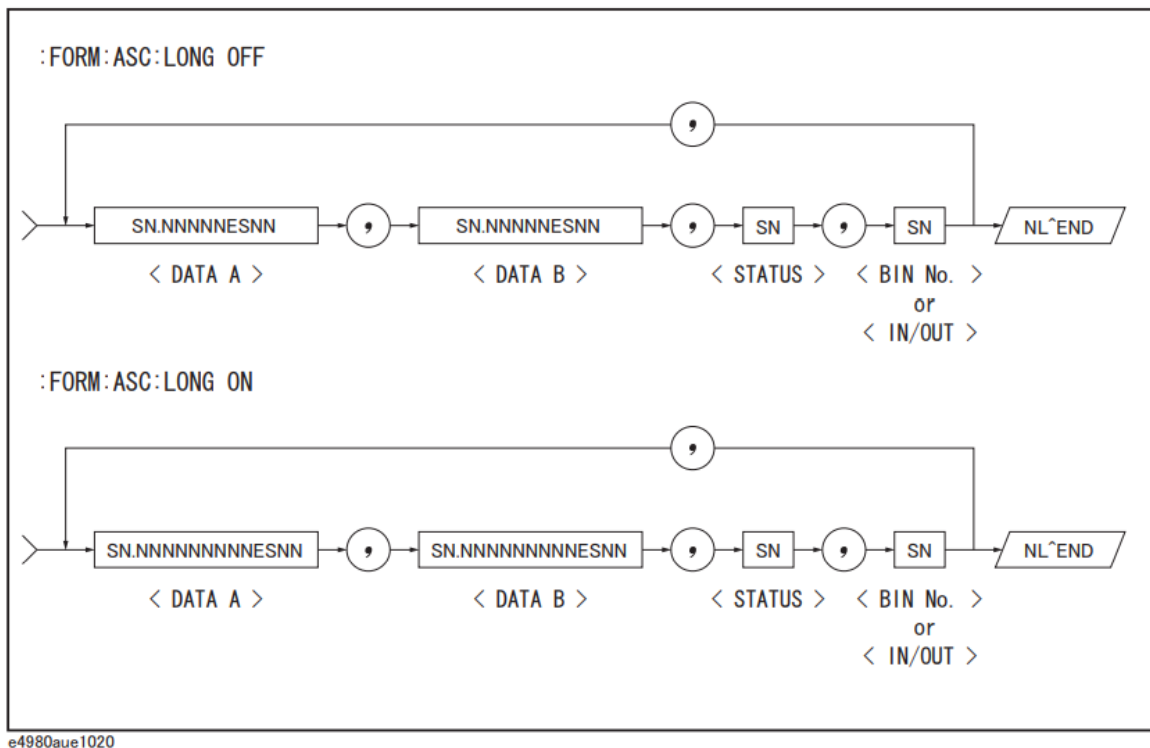 :FORM:ASC:LONG OFF
,
SN.NNNNNESNN , SN.NNNNNESNN , SN , SN NL^END
< DATA A > < DATA B > < STATUS > < BIN No. >
or
< IN/OUT >
:FORM:ASC:LONG ON
,
SN.NNNNNNNNNESNN , SN.NNNNNNNNNESNN , SN , SN NL^END
< DATA A > < DATA B > < STATUS > < BIN No. >
or
< IN/OUT >
e4980aue1020